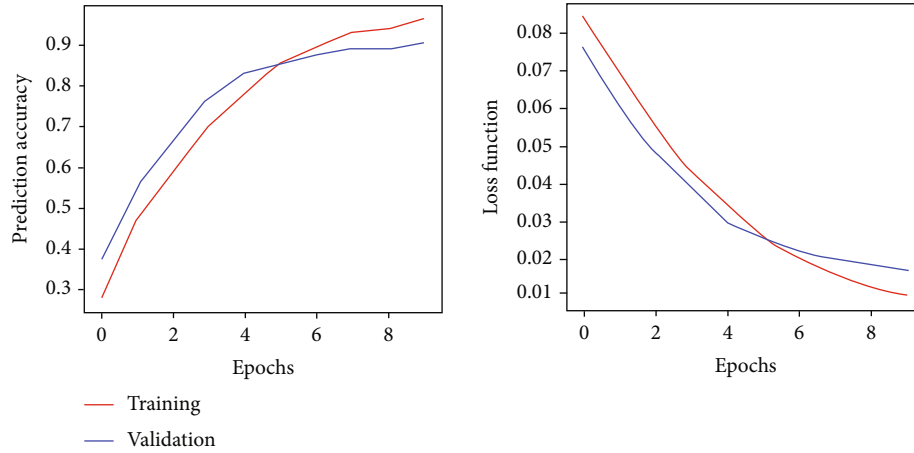 Prediction accuracy
0.9
0.8
0.7
0.6
0.5
0.4
0.3
0 2 4 6 8
Epochs
Training
Validation
Loss function
0.08
0.07
0.06
0.05
0.04
0.03
0.02
0.01
0 2 4 6 8
Epochs